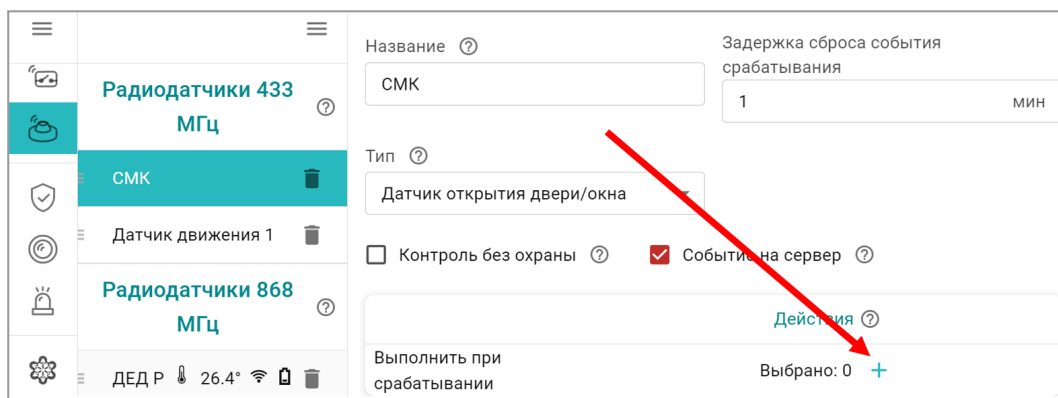 Радиодатчики 433
МГц
СМК
Датчик движения 1
Радиодатчики 868
МГц
ДЕД Р 26.4°
Название
СМК
Задержка сброса события
срабатывания
1 мин
Тип
Датчик открытия двери/окна
Контроль без охраны
Событие на сервер
Действия
Выполнить при
срабатывании
Выбрано: 0